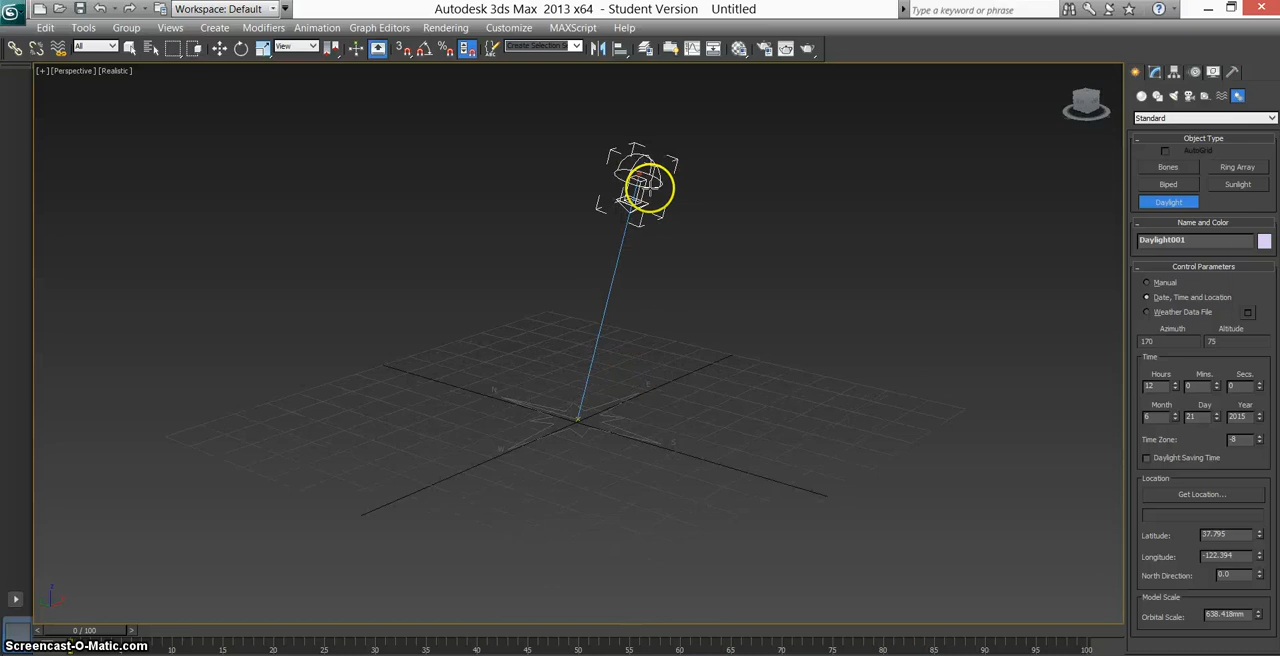 Workspace: Default
Autodesk 3ds Max 2013 x64 - Student Version Untitled
Type a keyword or phrase
Edit Tools Group Views Create Modifiers Animation Graph Editors Rendering Customize MAXScript Help
All
View
3
Create Selection Se
[+] [Perspective] [Realistic]
Standard
Object Type
AutoGrid
Bones Ring Array
Biped Sunlight
Daylight
Name and Color
Daylight001
Control Parameters
Manual
Date, Time and Location
Weather Data File
Azimuth Altitude
170 75
Time
Hours Mins. Secs.
12 0 0
Month Day Year
6 21 2015
Time Zone: -8
Daylight Saving Time
Location
Get Location...
Latitude: 37.795
Longitude: -122.394
North Direction: 0.0
Model Scale
Orbital Scale: 638.418mm
N E
W S
z
0 / 100
10 15 20 25 30 35 40 45 50 55 60 65 70 75 80 85 90 95 100
Screencast-O-Matic.com